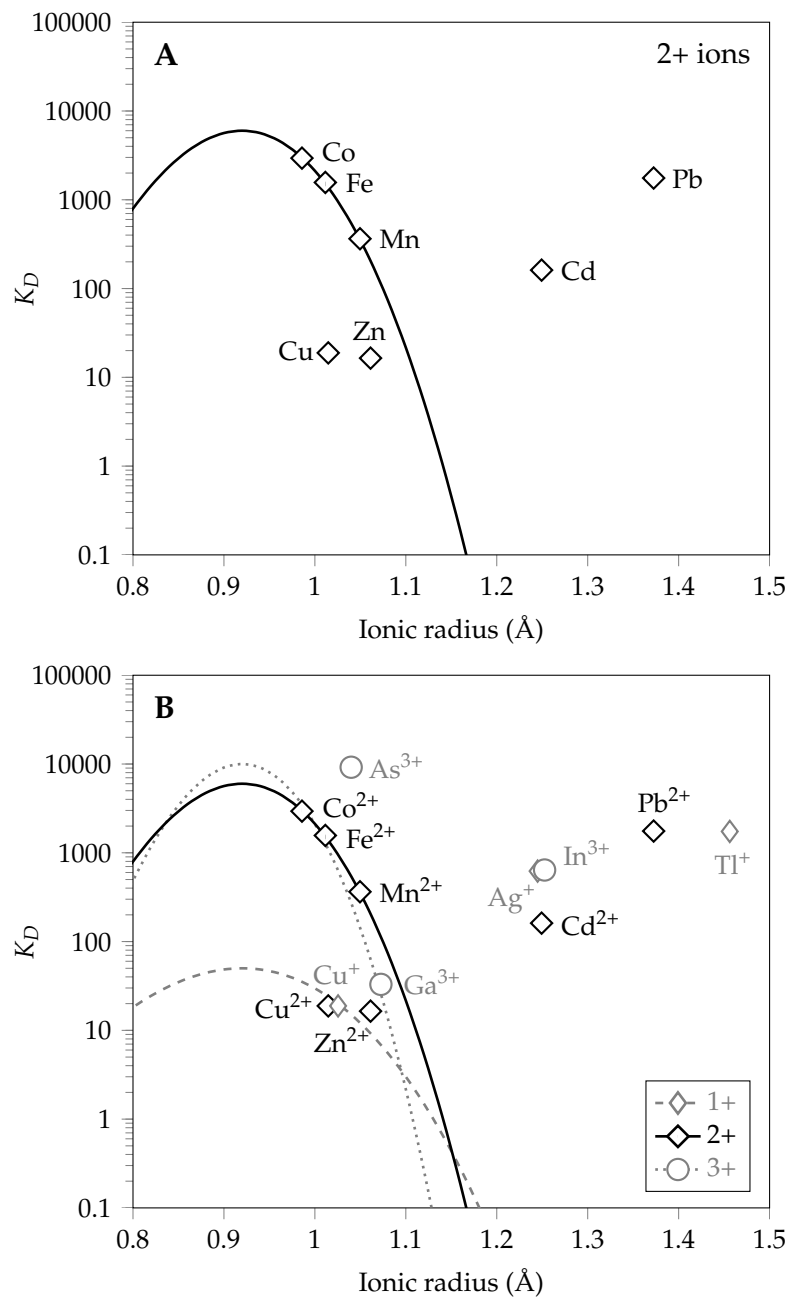 100000
A
2+ ions
10000
Co
Fe
Pb
1000
Mn
K_D
100
Cd
Zn
Cu
10
1
0.1
0.8 0.9 1 1.1 1.2 1.3 1.4 1.5
Ionic radius (Å)
100000
B
10000
As³⁺
Co²⁺
Pb²⁺
Fe²⁺
1000
In³⁺
Tl⁺
Mn²⁺
Ag⁺
K_D
100
Cd²⁺
Cu⁺
Ga³⁺
Cu²⁺
10
Zn²⁺
1
1+
2+
3+
0.1
0.8 0.9 1 1.1 1.2 1.3 1.4 1.5
Ionic radius (Å)